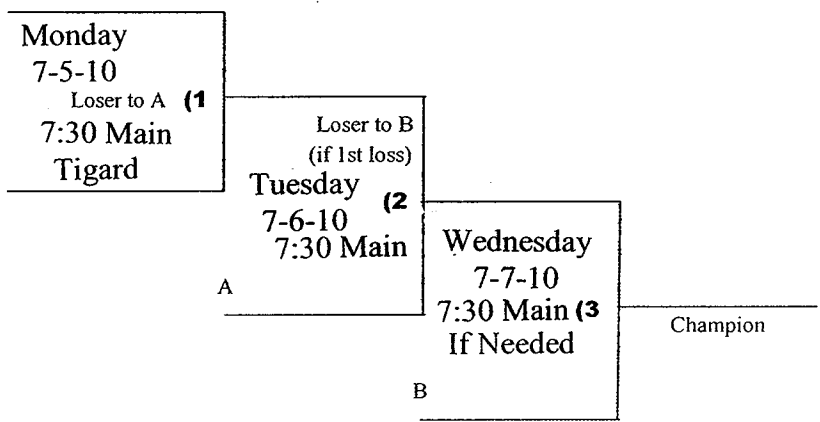 Monday
7-5-10
Loser to A (1
7:30 Main
Tigard
Loser to B
(if 1st loss)
Tuesday
(2
7-6-10
7:30 Main
A
Wednesday
7-7-10
7:30 Main (3
If Needed
B
Champion